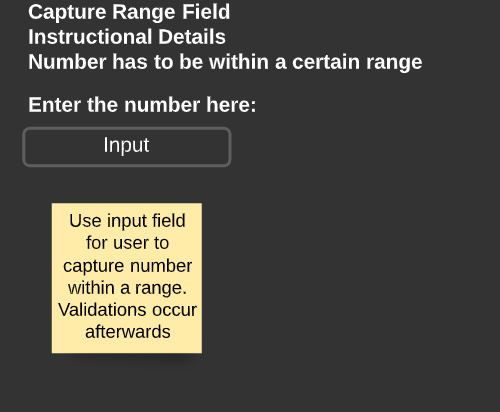 Capture Range Field
Instructional Details
Number has to be within a certain range
Enter the number here:
Input
Use input field
for user to
capture number
within a range.
Validations occur
afterwards